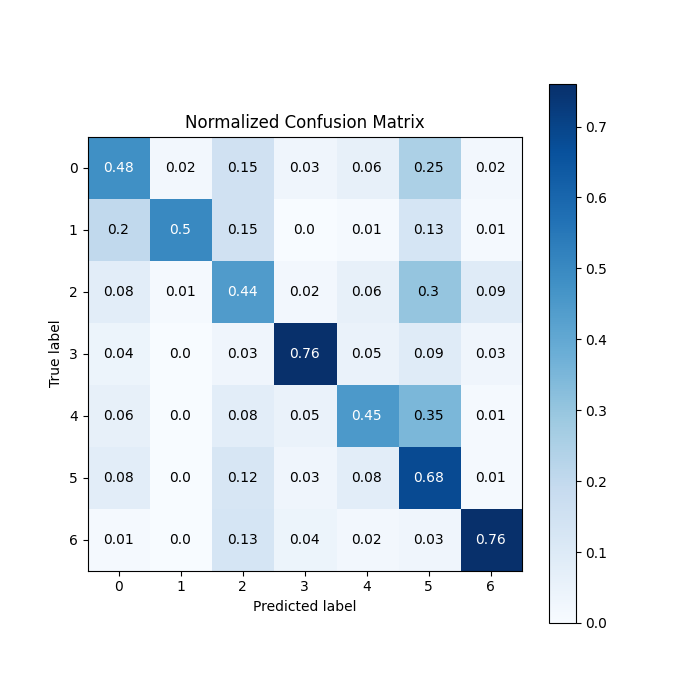 Normalized Confusion Matrix
True label
0 0.48 0.02 0.15 0.03 0.06 0.25 0.02
1 0.2 0.5 0.15 0.0 0.01 0.13 0.01
2 0.08 0.01 0.44 0.02 0.06 0.3 0.09
3 0.04 0.0 0.03 0.76 0.05 0.09 0.03
4 0.06 0.0 0.08 0.05 0.45 0.35 0.01
5 0.08 0.0 0.12 0.03 0.08 0.68 0.01
6 0.01 0.0 0.13 0.04 0.02 0.03 0.76
0 1 2 3 4 5 6
Predicted label
0.7
0.6
0.5
0.4
0.3
0.2
0.1
0.0